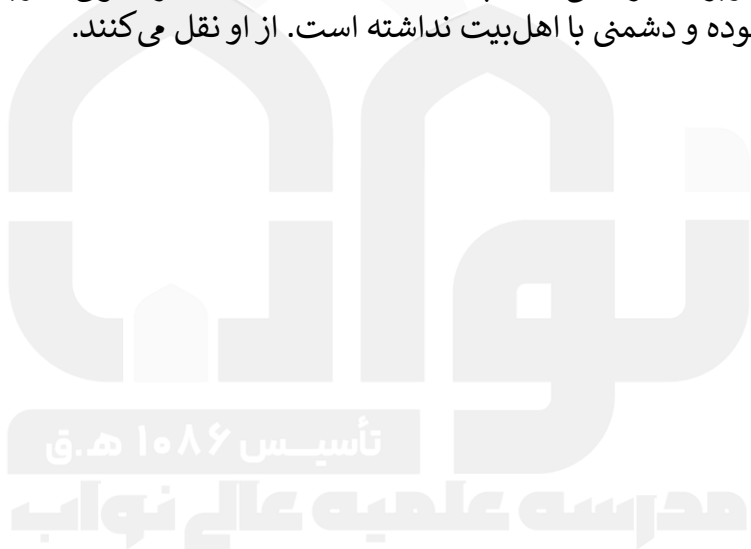 وده و دشمنی با اهل‌بیت نداشته است. از او نقل می‌کنند.
نواب
تأسیس ۱۰۸۶ ه.ق
مدرسه علمیه عالی نواب